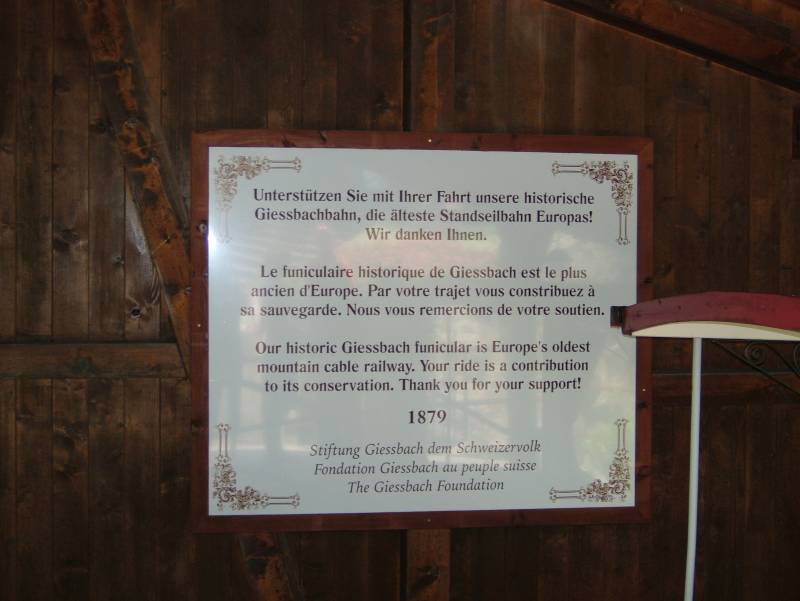 Unterstützen Sie mit Ihrer Fahrt unsere historische
Giessbachbahn, die älteste Standseilbahn Europas!
Wir danken Ihnen.
Le funiculaire historique de Giessbach est le plus
ancien d'Europe. Par votre trajet vous constribuez à
sa sauvegarde. Nous vous remercions de votre soutien.
Our historic Giessbach funicular is Europe's oldest
mountain cable railway. Your ride is a contribution
to its conservation. Thank you for your support!
1879
Stiftung Giessbach dem Schweizervolk
Fondation Giessbach au peuple suisse
The Giessbach Foundation